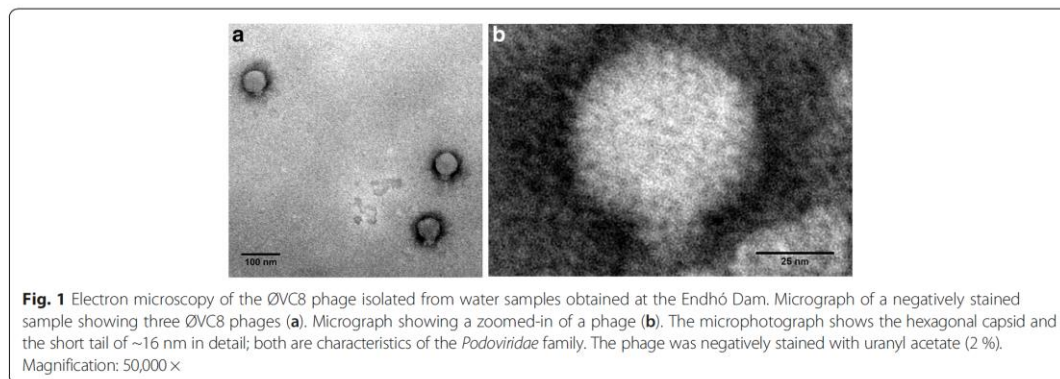 a
b
100 nm
25 nm
Fig. 1 Electron microscopy of the ØVC8 phage isolated from water samples obtained at the Endhó Dam. Micrograph of a negatively stained
sample showing three ØVC8 phages (a). Micrograph showing a zoomed-in of a phage (b). The microphotograph shows the hexagonal capsid and
the short tail of ~16 nm in detail; both are characteristics of the Podoviridae family. The phage was negatively stained with uranyl acetate (2 %).
Magnification: 50,000 ×